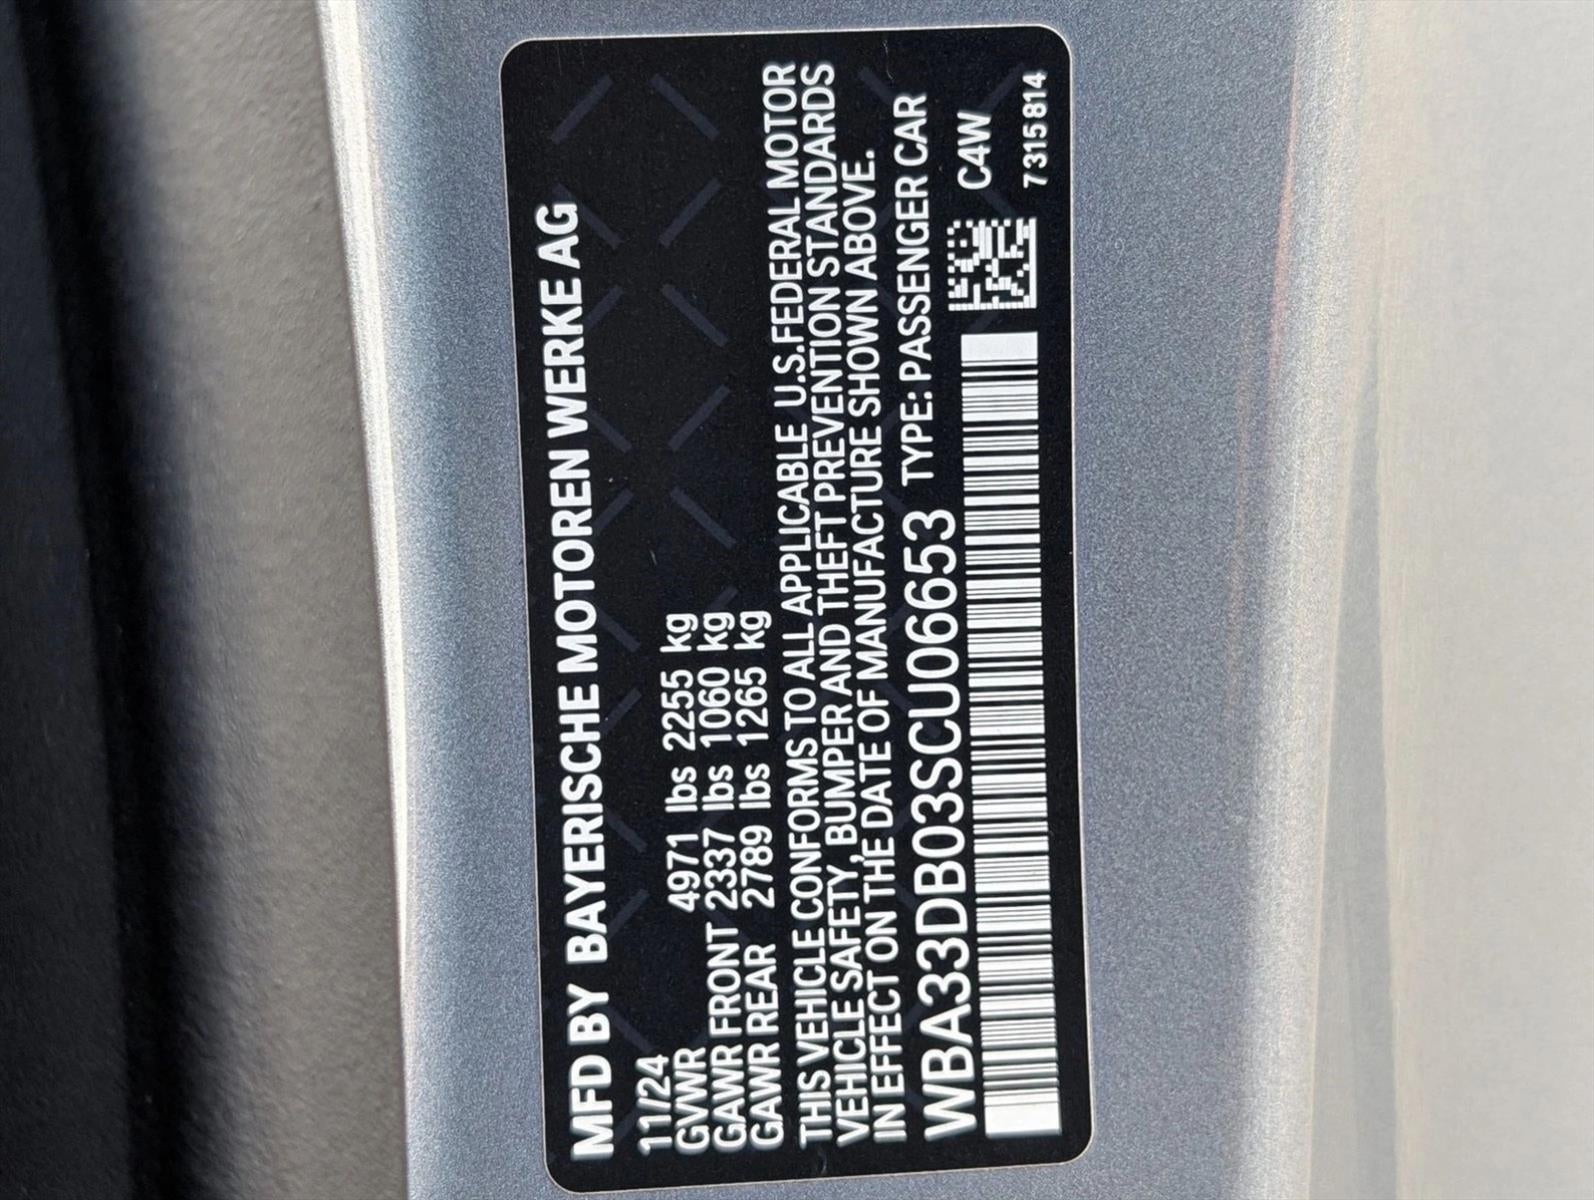 MFD BY BAYERISCHE MOTOREN WERKE AG
11/24
GVWR 4971 lbs 2255 kg
GAWR FRONT 2337 lbs 1060 kg
GAWR REAR 2789 lbs 1265 kg
THIS VEHICLE CONFORMS TO ALL APPLICABLE U.S.FEDERAL MOTOR
VEHICLE SAFETY, BUMPER AND THEFT PREVENTION STANDARDS
IN EFFECT ON THE DATE OF MANUFACTURE SHOWN ABOVE.
WBA33DB03SCU06653 TYPE: PASSENGER CAR
C4W
7315814